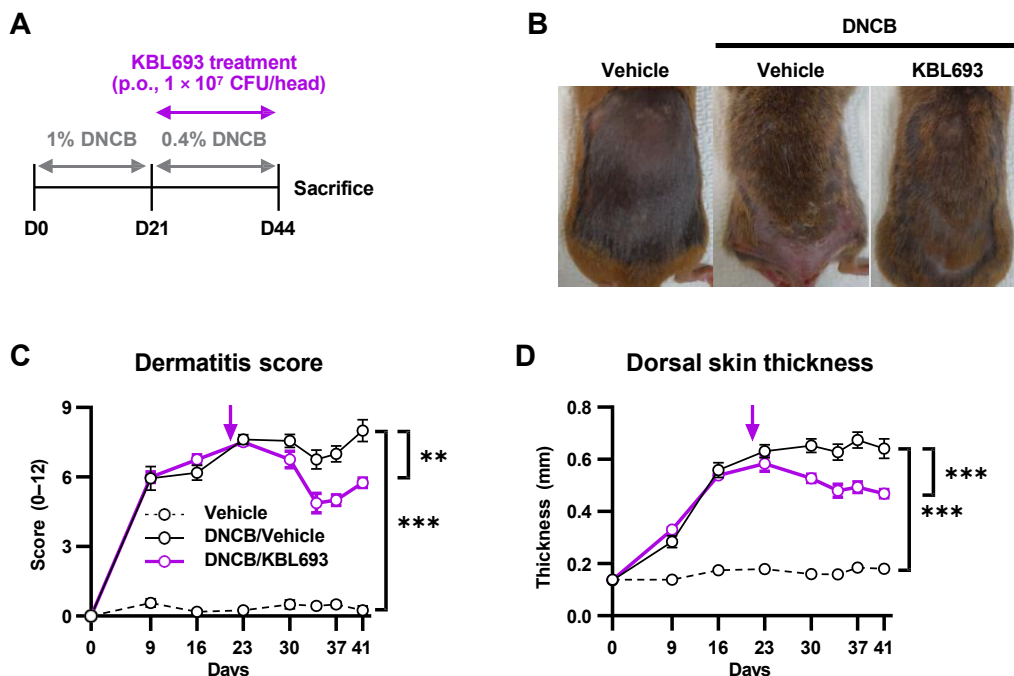 A
KBL693 treatment
(p.o., 1 × 10⁷ CFU/head)
1% DNCB
0.4% DNCB
Sacrifice
D0
D21
D44
B
DNCB
Vehicle
Vehicle
KBL693
C
Dermatitis score
9
6
3
0
Score (0–12)
Vehicle
DNCB/Vehicle
DNCB/KBL693
**
***
0
9
16
23
30
37
41
Days
D
Dorsal skin thickness
0.8
0.6
0.4
0.2
0.0
Thickness (mm)
***
***
0
9
16
23
30
37
41
Days